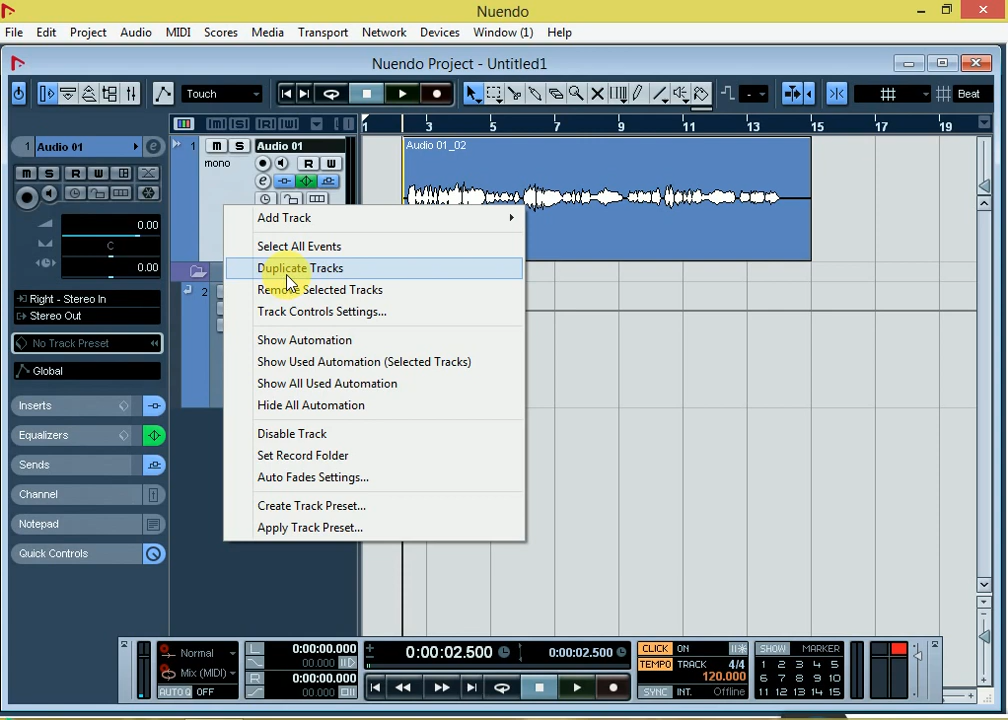 Nuendo
File Edit Project Audio MIDI Scores Media Transport Network Devices Window (1) Help
Nuendo Project - Untitled1
Touch
-
Beat
1 3 5 7 9 11 13 15 17 19
1 Audio 01 e
1 M S Audio 01
mono
R W
e
M S R W
0.00
C
0.00
Audio 01_02
Right - Stereo In
Stereo Out
No Track Preset
Global
Inserts
Equalizers
Sends
Channel
Notepad
Quick Controls
2
Add Track
Select All Events
Duplicate Tracks
Remove Selected Tracks
Track Controls Settings...
Show Automation
Show Used Automation (Selected Tracks)
Show All Used Automation
Hide All Automation
Disable Track
Set Record Folder
Auto Fades Settings...
Create Track Preset...
Apply Track Preset...
Normal
Mix (MIDI)
AUTO Q OFF
L 0:00:00.000
00.000
R 0:00:00.000
00.000
0:00:02.500 0:00:02.500
CLICK ON
TEMPO TRACK 4/4
120.000
SYNC INT. Offline
SHOW MARKER
1 2 3 4 5
6 7 8 9 10
11 12 13 14 15